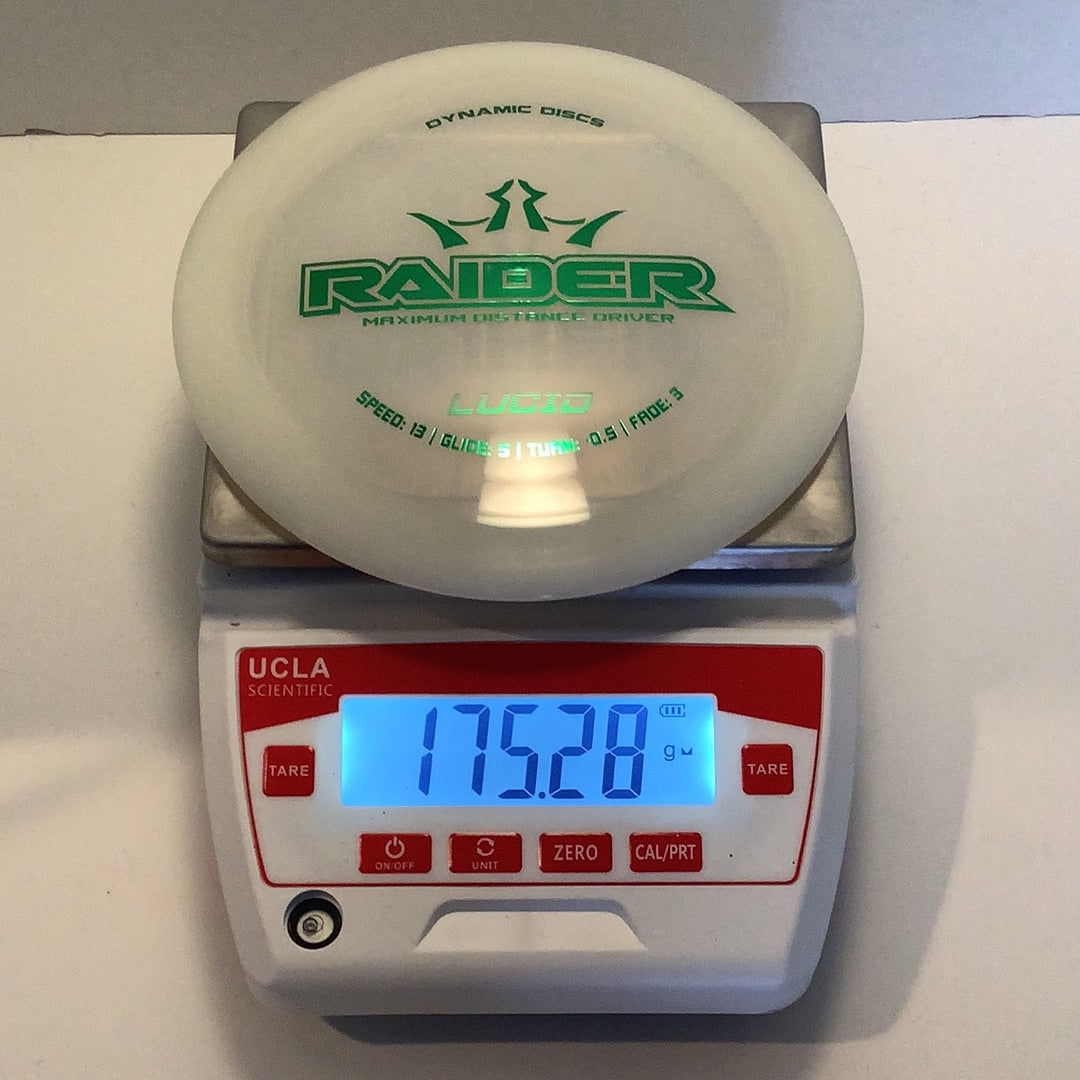 DYNAMIC DISCS
RAIDER
MAXIMUM DISTANCE DRIVER
LUCID
SPEED: 13 | GLIDE: 5 | TURN: -0.5 | FADE: 3
UCLA
SCIENTIFIC
175.28
g
TARE
TARE
ON/OFF
UNIT
ZERO
CAL/PRT